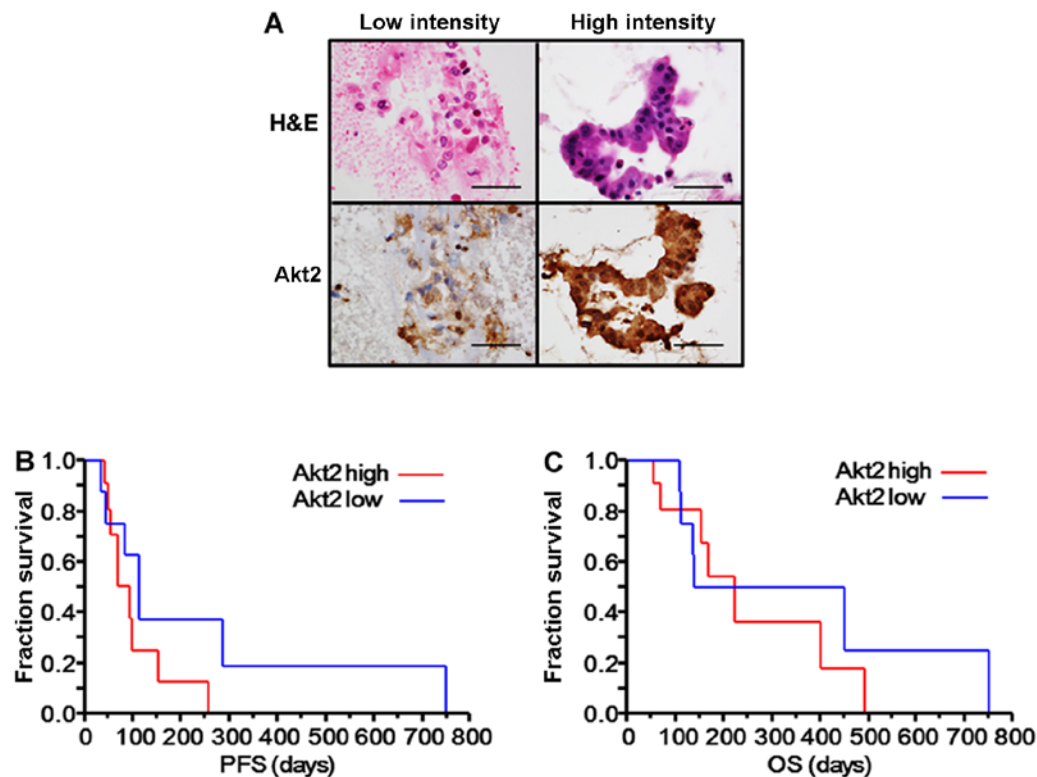 A Low intensity High intensity
H&E
Akt2
B
Akt2 high
Akt2 low
Fraction survival
1.0
0.8
0.6
0.4
0.2
0.0
0 100 200 300 400 500 600 700 800
PFS (days)
C
Akt2 high
Akt2 low
Fraction survival
1.0
0.8
0.6
0.4
0.2
0.0
0 100 200 300 400 500 600 700 800
OS (days)